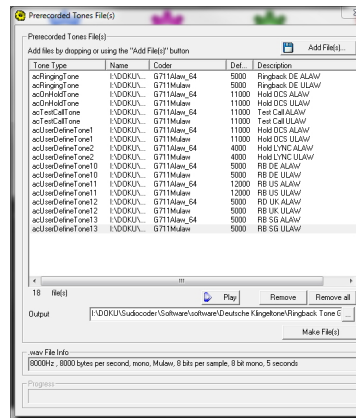 Prerecorded Tones File(s)
Prerecorded Tones File(s)
Add files by dropping or using the "Add File(s)" button Add File(s)...
Tone Type Name Coder Def... Description
acRingingTone I:\DOKU\... G711Alaw_64 5000 Ringback DE ALAW
acRingingTone I:\DOKU\... G711Mulaw 5000 Ringback DE ULAW
acOnHoldTone I:\DOKU\... G711Alaw_64 11000 Hold OCS ALAW
acOnHoldTone I:\DOKU\... G711Mulaw 11000 Hold OCS ULAW
acTestCallTone I:\DOKU\... G711Alaw_64 11000 Test Call ALAW
acTestCallTone I:\DOKU\... G711Mulaw 11000 Test Call ULAW
acUserDefineTone1 I:\DOKU\... G711Alaw_64 11000 Hold OCS ALAW
acUserDefineTone1 I:\DOKU\... G711Mulaw 11000 Hold OCS ULAW
acUserDefineTone2 I:\DOKU\... G711Alaw_64 4000 Hold LYNC ALAW
acUserDefineTone2 I:\DOKU\... G711Mulaw 4000 Hold LYNC ULAW
acUserDefineTone10 I:\DOKU\... G711Alaw_64 5000 RB DE ALAW
acUserDefineTone10 I:\DOKU\... G711Mulaw 5000 RB DE ULAW
acUserDefineTone11 I:\DOKU\... G711Alaw_64 12000 RB US ALAW
acUserDefineTone11 I:\DOKU\... G711Mulaw 12000 RB US ULAW
acUserDefineTone12 I:\DOKU\... G711Alaw_64 5000 RD UK ALAW
acUserDefineTone12 I:\DOKU\... G711Mulaw 5000 RB UK ULAW
acUserDefineTone13 I:\DOKU\... G711Alaw_64 5000 RB SG ALAW
acUserDefineTone13 I:\DOKU\... G711Mulaw 5000 RB SG ULAW
18 file(s) Play Remove Remove all
Output I:\DOKU\Sudiocoder\Software\software\Deutsche Klingeltone\Ringback Tone G ...
Make File(s)
.wav File Info
8000Hz , 8000 bytes per second, mono, Mulaw, 8 bits per sample, 8 bit mono, 5 seconds
Progress